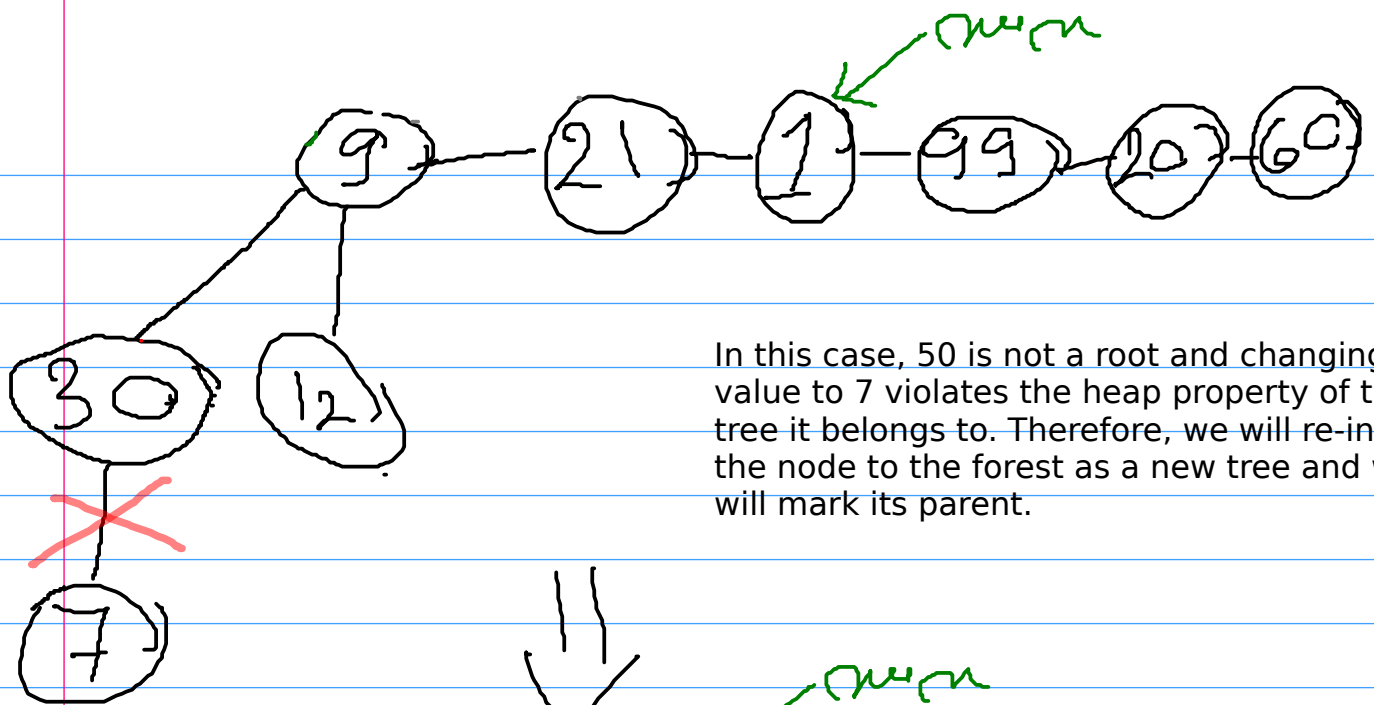 9 21 1 99 20 60
30 12
In this case, 50 is not a root and changing
value to 7 violates the heap property of t
tree it belongs to. Therefore, we will re-in
the node to the forest as a new tree and
will mark its parent.
7